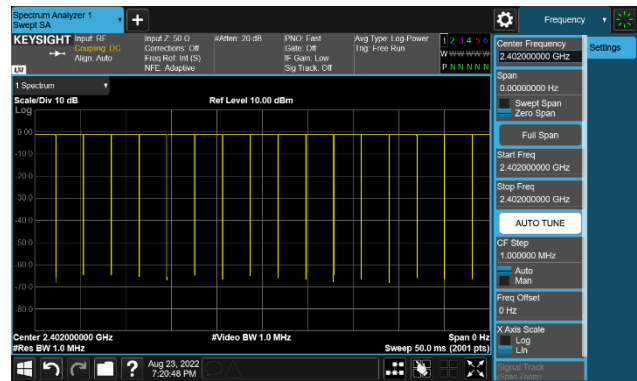 Spectrum Analyzer 1
Swept SA
+
Frequency
KEYSIGHT
Input: RF
Coupling: DC
Align: Auto
Input Z: 50 Ω
Corrections: Off
Freq Ref: Int (S)
NFE: Adaptive
#Atten: 20 dB
PNO: Fast
Gate: Off
IF Gain: Low
Sig Track: Off
Avg Type: Log-Power
Trig: Free Run
1 2 3 4 5 6
W W W W W W
P N N N N N
LXI
1 Spectrum
Scale/Div 10 dB
Ref Level 10.00 dBm
Log
0.00
-10.0
-20.0
-30.0
-40.0
-50.0
-60.0
-70.0
-80.0
Center 2.402000000 GHz
#Video BW 1.0 MHz
Span 0 Hz
#Res BW 1.0 MHz
Sweep 50.0 ms (2001 pts)
?
Aug 23, 2022
7:20:48 PM
Center Frequency
2.402000000 GHz
Settings
Span
0.00000000 Hz
Swept Span
Zero Span
Full Span
Start Freq
2.402000000 GHz
Stop Freq
2.402000000 GHz
AUTO TUNE
CF Step
1.000000 MHz
Auto
Man
Freq Offset
0 Hz
X Axis Scale
Log
Lin
Signal Track
(Span Zoom)